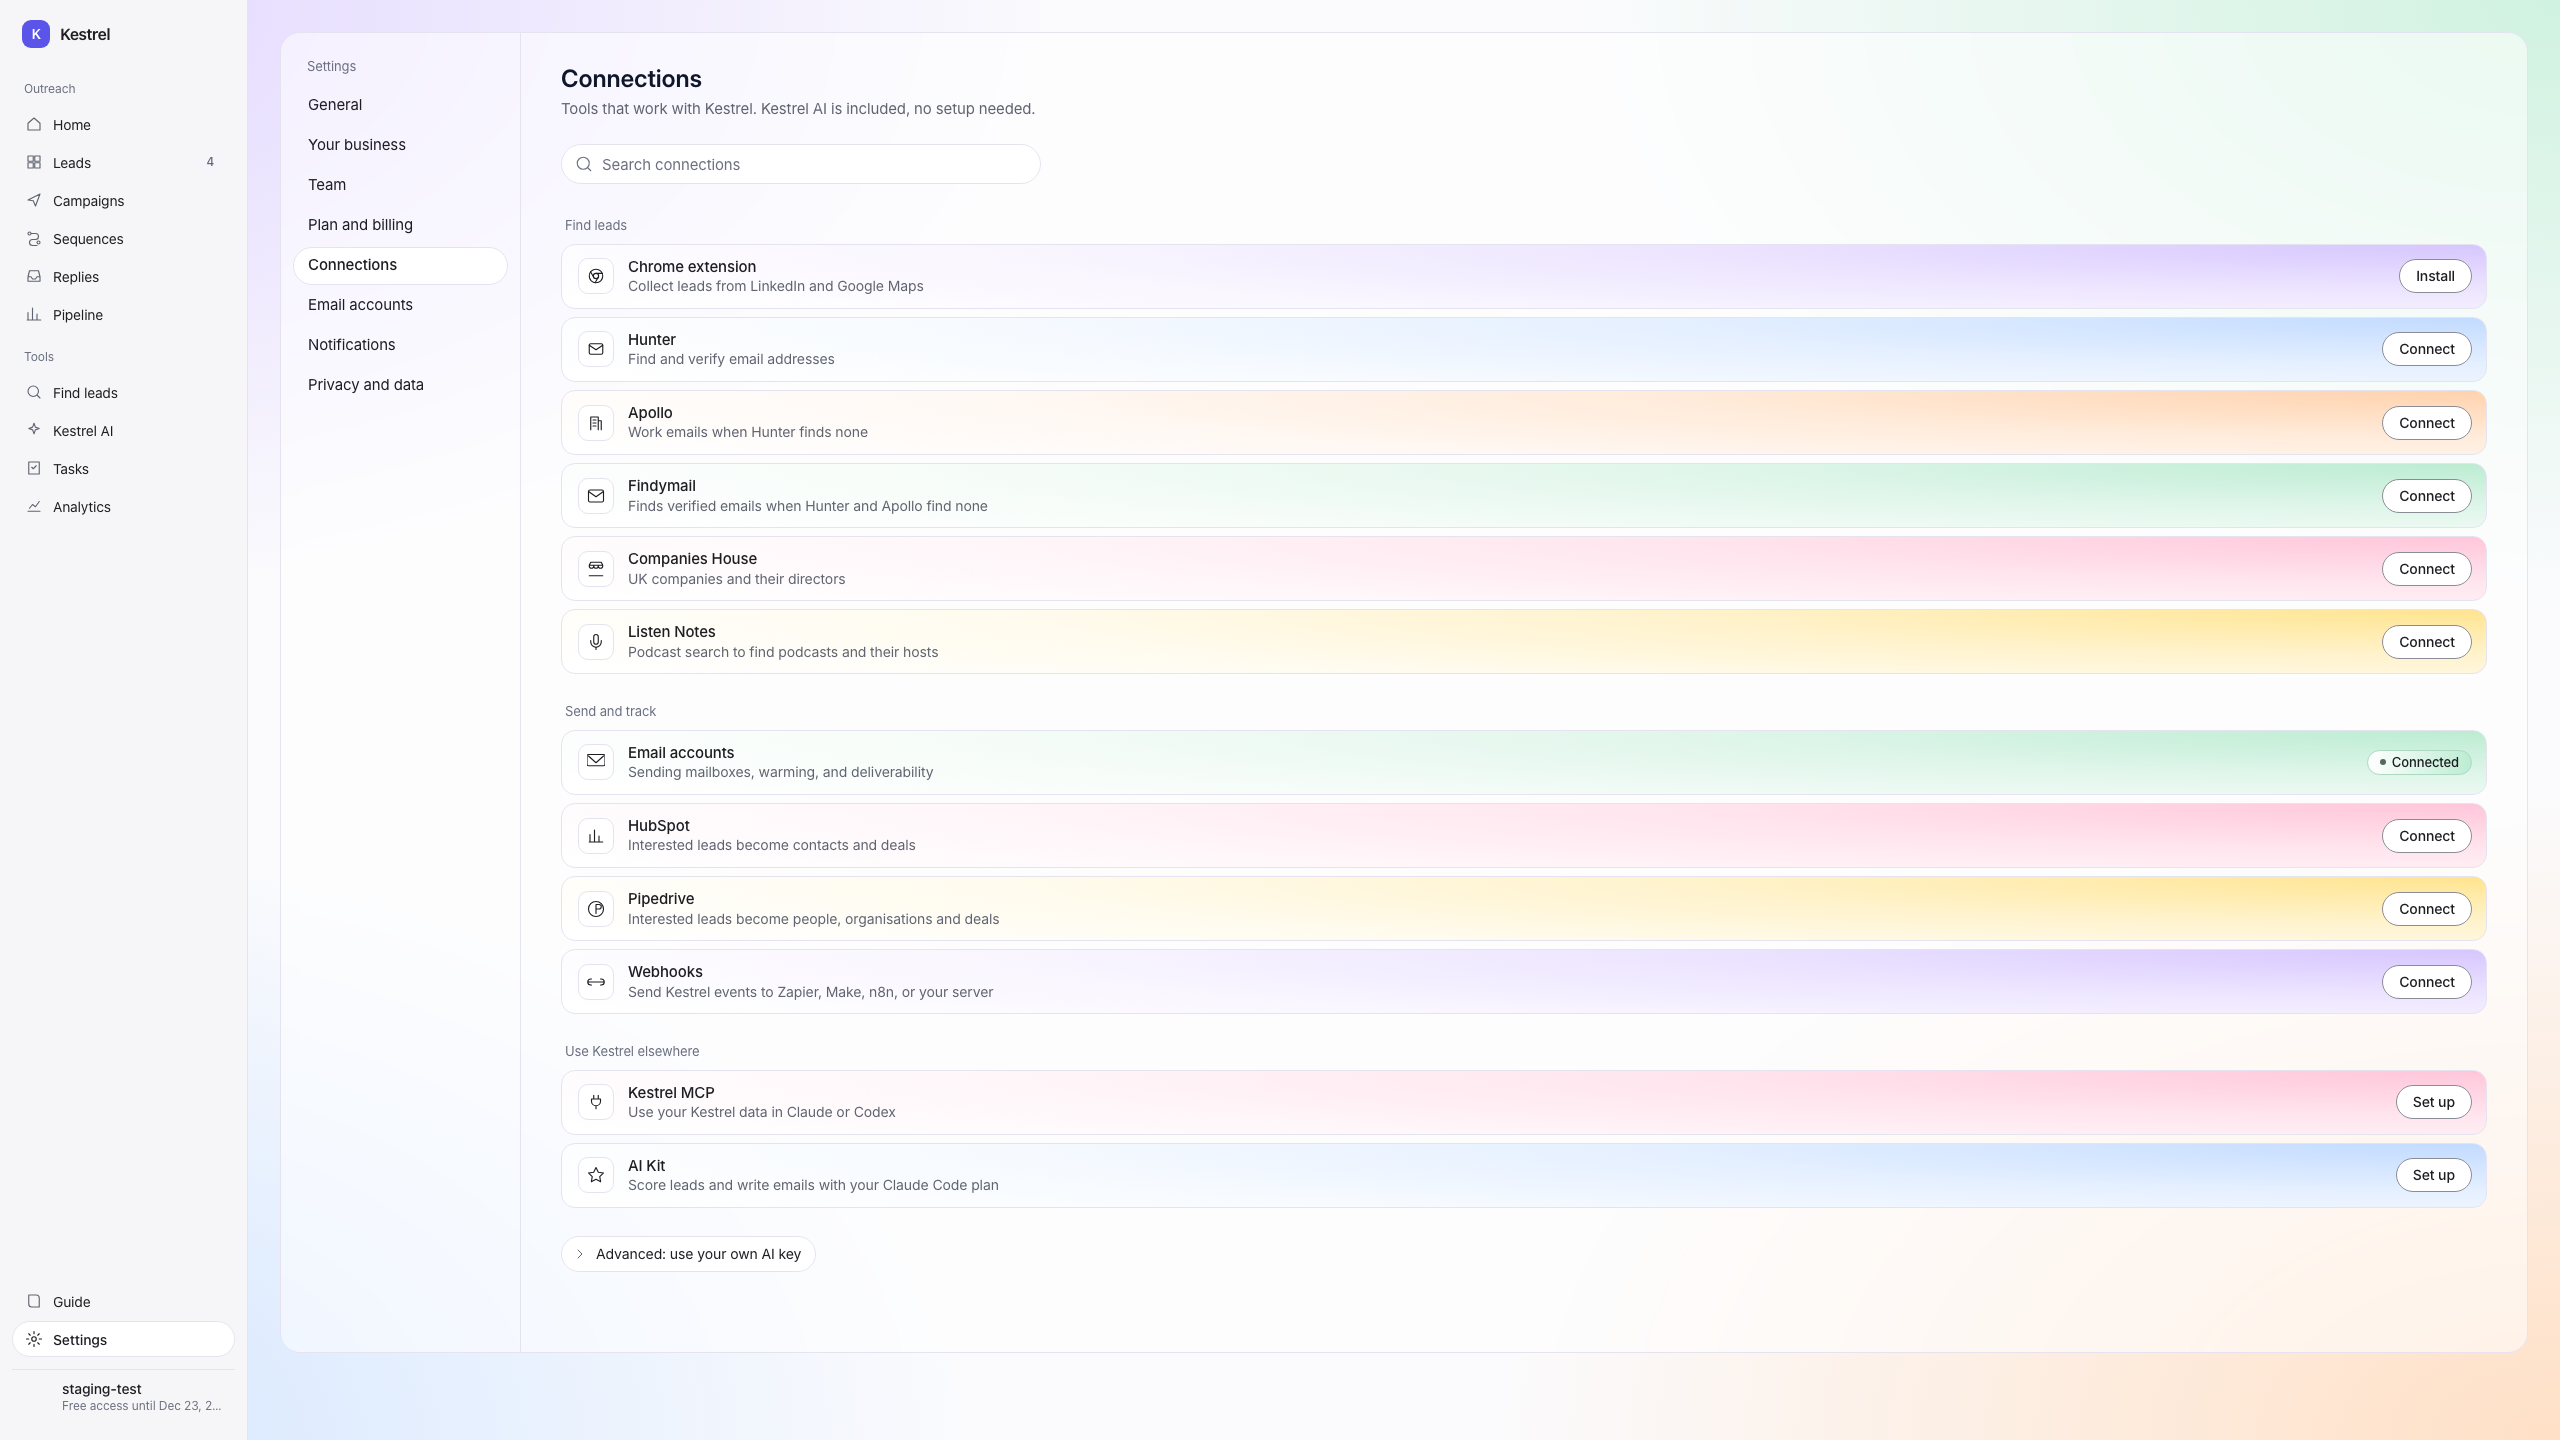 K
Kestrel
Outreach
Home
Leads
4
Campaigns
Sequences
Replies
Pipeline
Tools
Find leads
Kestrel AI
Tasks
Analytics
Guide
Settings
staging-test
Free access until Dec 23, 2...
Settings
General
Your business
Team
Plan and billing
Connections
Email accounts
Notifications
Privacy and data
Connections
Tools that work with Kestrel. Kestrel AI is included, no setup needed.
Search connections
Find leads
Chrome extension
Collect leads from LinkedIn and Google Maps
Install
Hunter
Find and verify email addresses
Connect
Apollo
Work emails when Hunter finds none
Connect
Findymail
Finds verified emails when Hunter and Apollo find none
Connect
Companies House
UK companies and their directors
Connect
Listen Notes
Podcast search to find podcasts and their hosts
Connect
Send and track
Email accounts
Sending mailboxes, warming, and deliverability
Connected
HubSpot
Interested leads become contacts and deals
Connect
Pipedrive
Interested leads become people, organisations and deals
Connect
Webhooks
Send Kestrel events to Zapier, Make, n8n, or your server
Connect
Use Kestrel elsewhere
Kestrel MCP
Use your Kestrel data in Claude or Codex
Set up
AI Kit
Score leads and write emails with your Claude Code plan
Set up
Advanced: use your own AI key